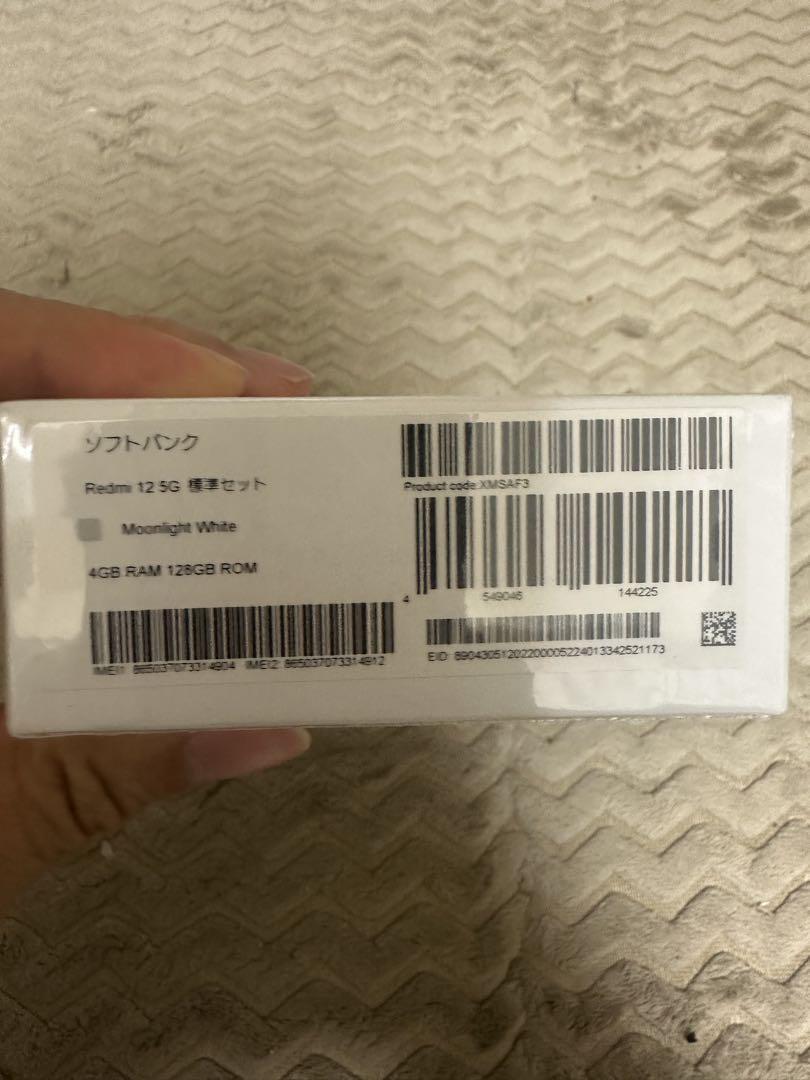 ソフトバンク
Redmi 12 5G 標準セット
Moonlight White
4GB RAM 128GB ROM
IMEI1: 865037073314904 IMEI2: 865037073314912
Product code:XMSAF3
4 549046 144225
EID: 89043051202200005224013342521173